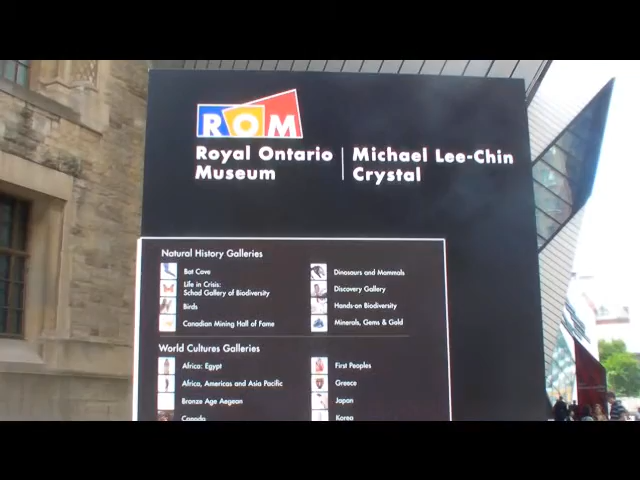 ROM
Royal Ontario
Museum
Michael Lee-Chin
Crystal
Natural History Galleries
Bat Cave
Life in Crisis:
Schad Gallery of Biodiversity
Birds
Canadian Mining Hall of Fame
Dinosaurs and Mammals
Discovery Gallery
Hands-on Biodiversity
Minerals, Gems & Gold
World Cultures Galleries
Africa: Egypt
Africa, Americas and Asia Pacific
Bronze Age Aegean
Canada
First Peoples
Greece
Japan
Korea